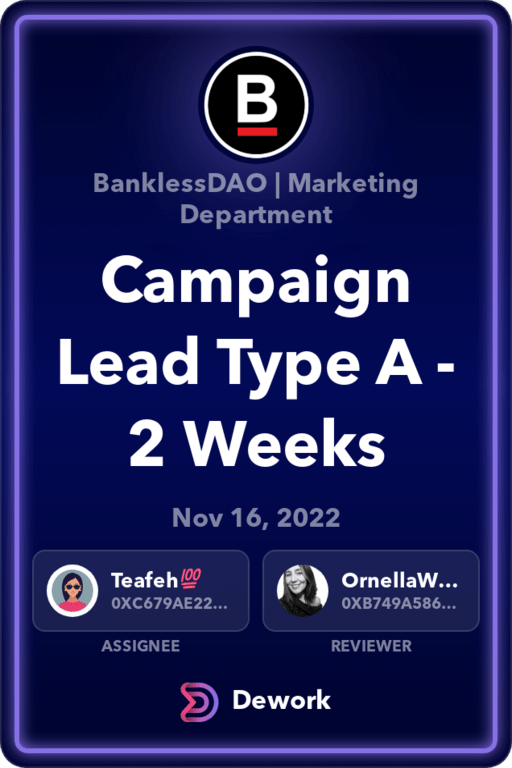 B
BanklessDAO | Marketing
Department
Campaign
Lead Type A -
2 Weeks
Nov 16, 2022
Teafeh💯
0XC679AE22...
ASSIGNEE
OrnellaW...
0XB749A586...
REVIEWER
Dework